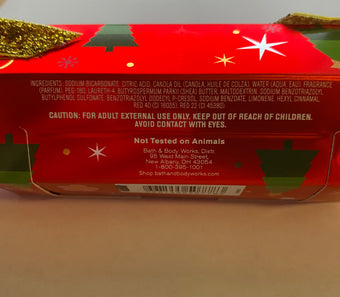 INGREDIENTS: SODIUM BICARBONATE, CITRIC ACID, CANOLA OIL (CANOLA, HUILE DE COLZA), WATER (AQUA, EAU), FRAGRANCE
(PARFUM), PEG-160, LAURETH-4, BUTYROSPERMUM PARKII (SHEA) BUTTER, MALTODEXTRIN, SODIUM BENZOTRIAZOLYL
BUTYLPHENOL SULFONATE, BENZOTRIAZOLYL DODECYL P-CRESOL, SODIUM BENZOATE, LIMONENE, HEXYL CINNAMAL,
RED 40 (CI 16035), RED 33 (CI 45380)
CAUTION: FOR ADULT EXTERNAL USE ONLY. KEEP OUT OF REACH OF CHILDREN.
AVOID CONTACT WITH EYES.
Not Tested on Animals
Bath & Body Works, Distr.
95 West Main Street,
New Albany, OH 43054
1-800-395-1001
Shop bathandbodyworks.com